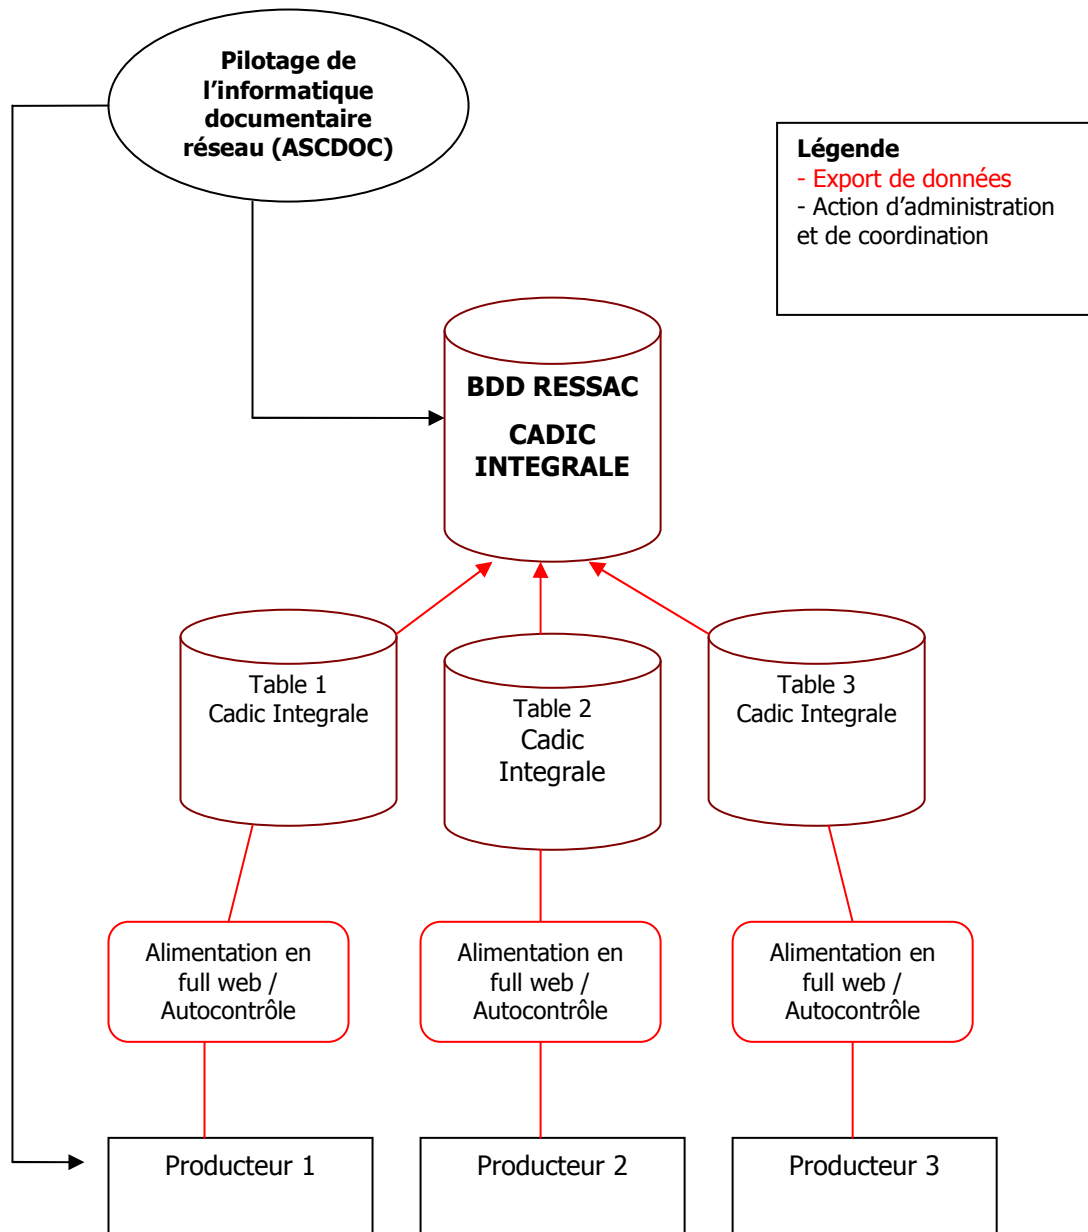 Pilotage de
l'informatique
documentaire
réseau (ASCDOC)
Légende
- Export de données
- Action d'administration
et de coordination
BDD RESSAC
CADIC
INTEGRALE
Table 1
Cadic Integrale
Table 2
Cadic
Integrale
Table 3
Cadic Integrale
Alimentation en
full web /
Autocontrôle
Alimentation en
full web /
Autocontrôle
Alimentation en
full web /
Autocontrôle
Producteur 1
Producteur 2
Producteur 3